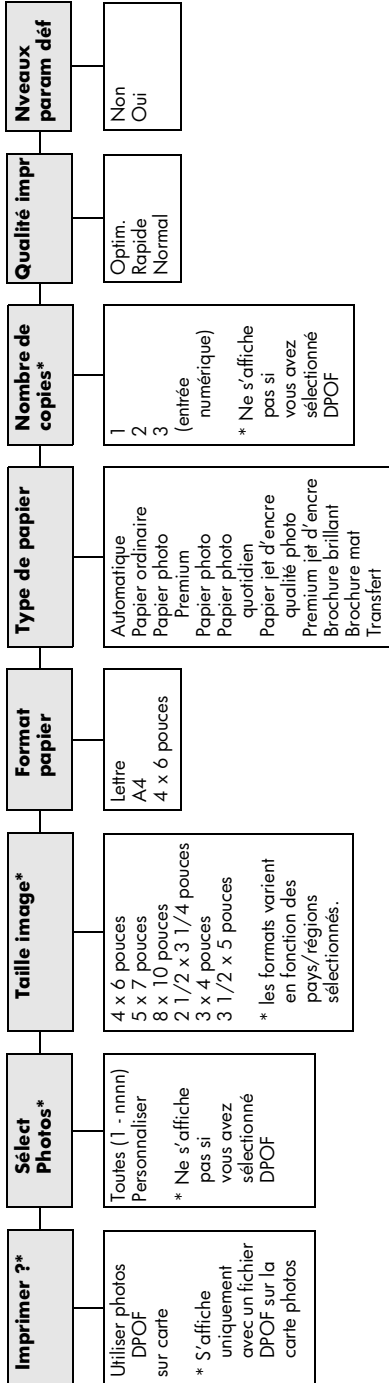 Imprimer ?*
Utiliser photos
DPOF
sur carte
* S’affiche
uniquement
avec un fichier
DPOF sur la
carte photos
Sélect
Photos*
Toutes (1 - nnn)
Personnaliser
* Ne s’affiche
pas si
vous avez
sélectionné
DPOF
Taille image*
4 x 6 pouces
5 x 7 pouces
8 x 10 pouces
2 1/2 x 3 1/4 pouces
3 x 4 pouces
3 1/2 x 5 pouces
* les formats varient
en fonction des
pays/régions
sélectionnés.
Format
papier
Lettre
A4
4 x 6 pouces
Type de papier
Automatique
Papier ordinaire
Papier photo
Premium
Papier photo
Papier photo
quotidien
Papier jet d’encre
qualité photo
Premium jet d’encre
Brochure brillant
Brochure mat
Transfert
Nombre de
copies*
1
2
3
(entrée
numérique)
* Ne s’affiche
pas si
vous avez
sélectionné
DPOF
Qualité impr
Optim.
Rapide
Normal
Nveaux
param déf
Non
Oui